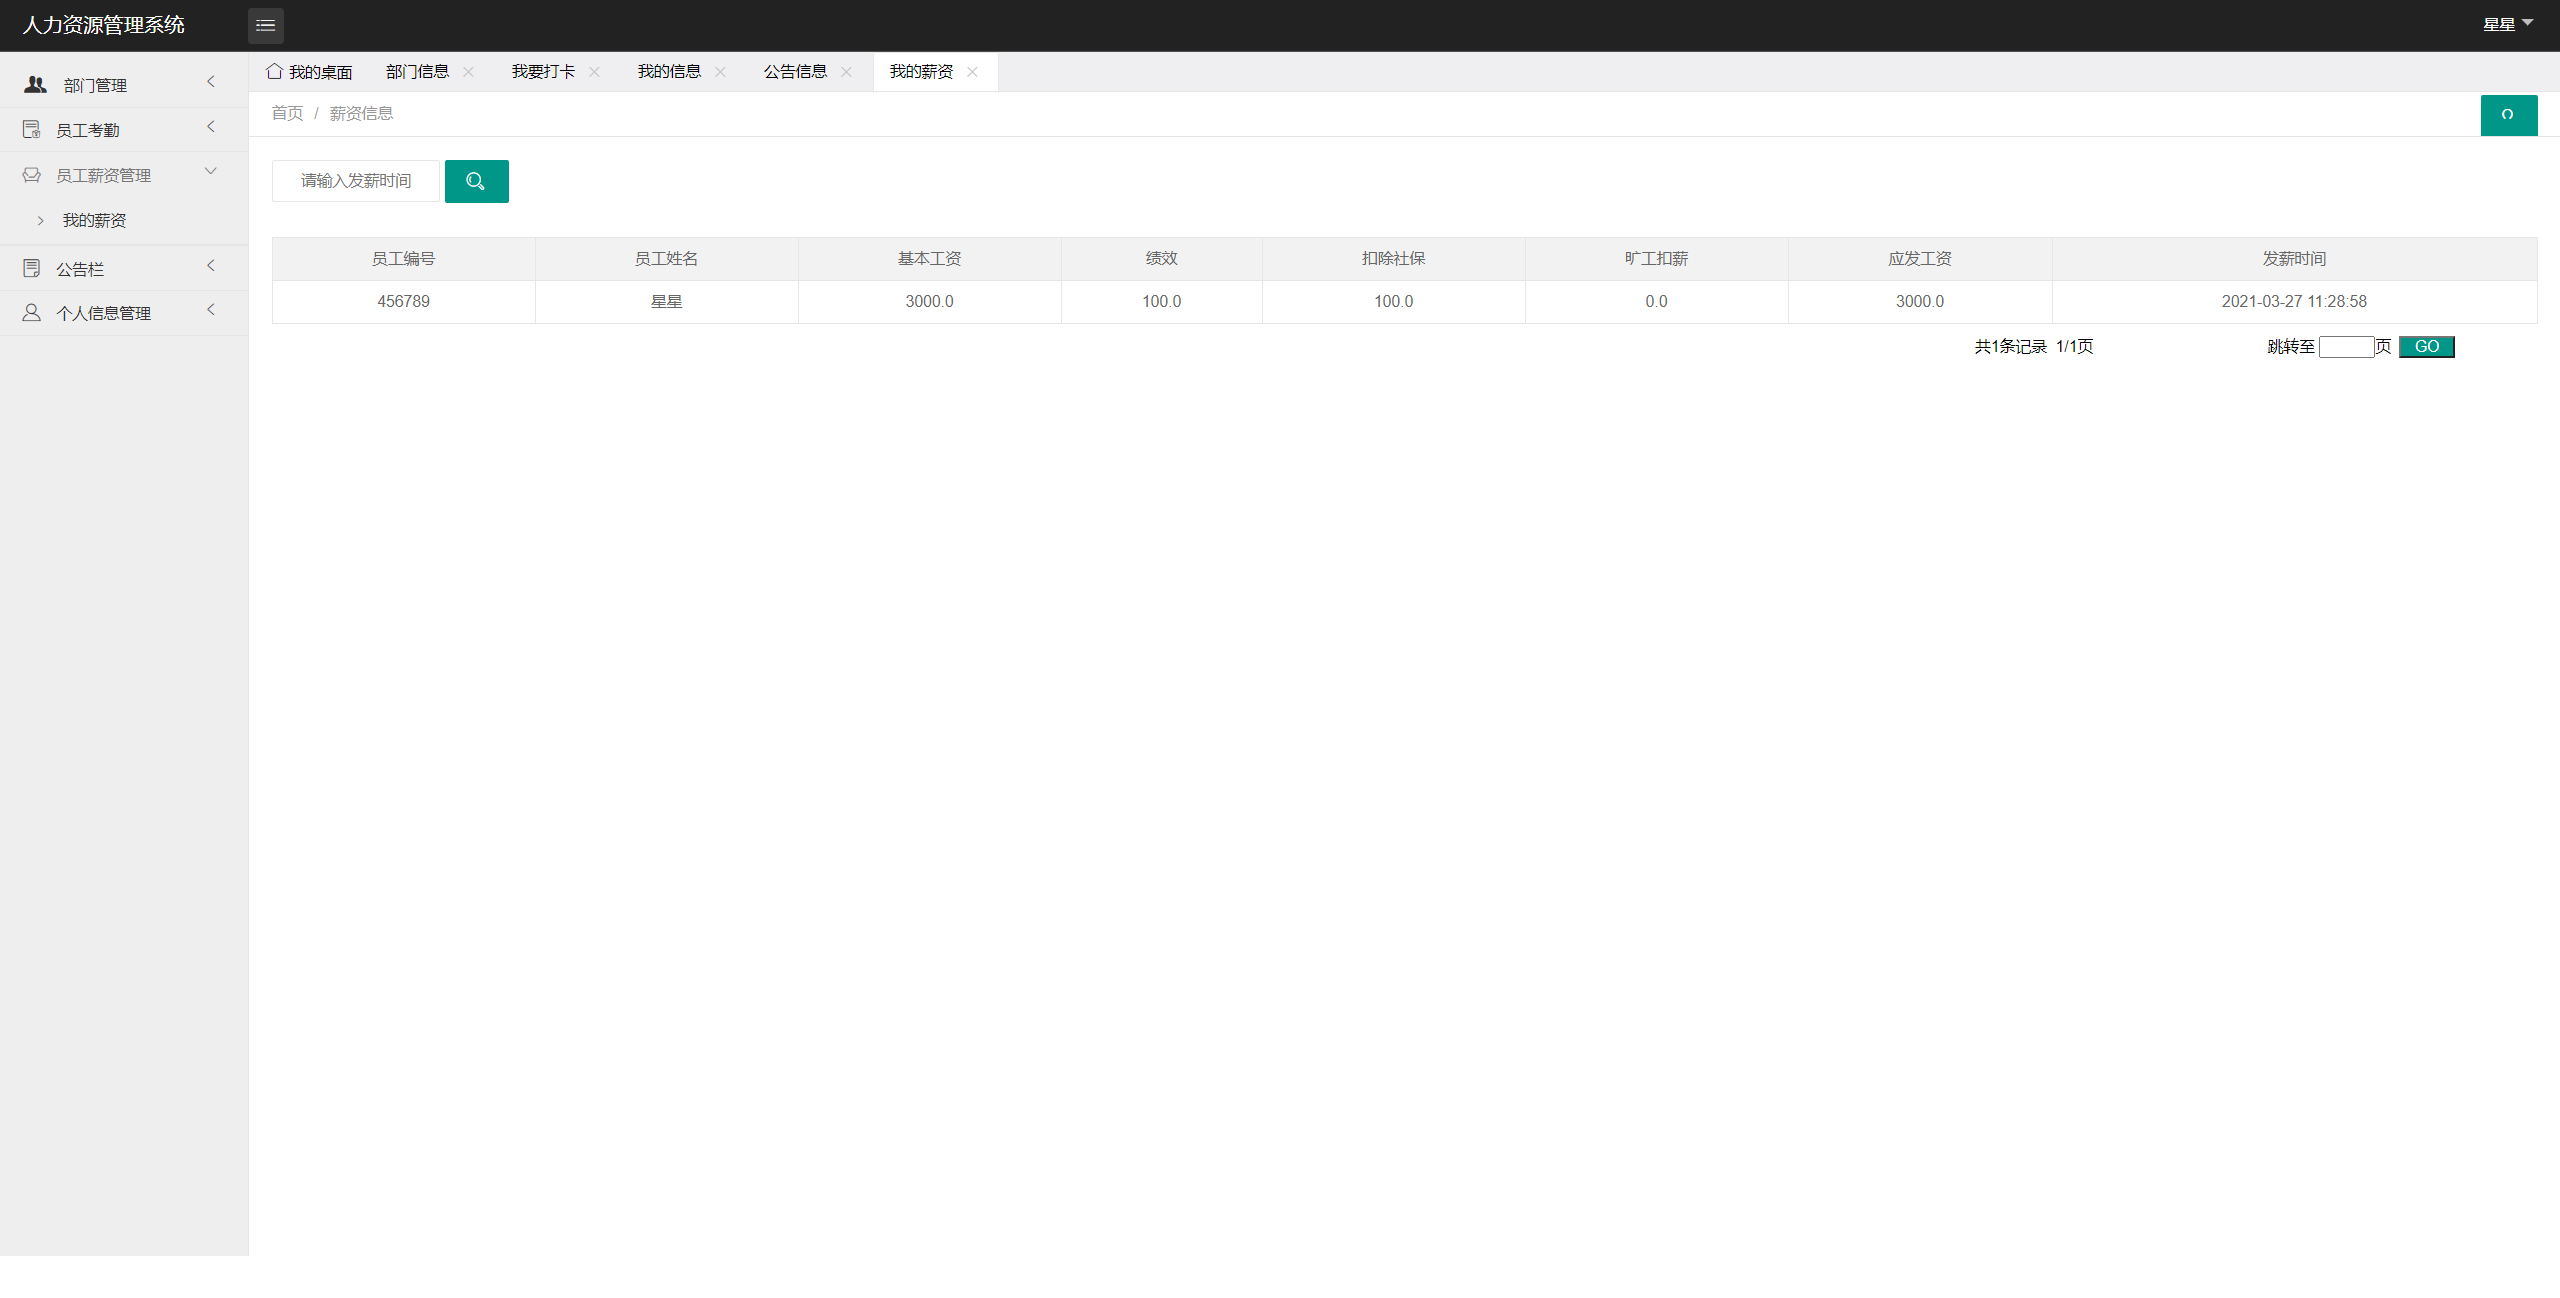 人力资源管理系统
星星
部门管理
员工考勤
员工薪资管理
我的薪资
公告栏
个人信息管理
我的桌面 部门信息 我要打卡 我的信息 公告信息 我的薪资
首页 / 薪资信息
请输入发薪时间
员工编号 员工姓名 基本工资 绩效 扣除社保 旷工扣薪 应发工资 发薪时间
456789 星星 3000.0 100.0 100.0 0.0 3000.0 2021-03-27 11:28:58
共1条记录 1/1页 跳转至 页 GO